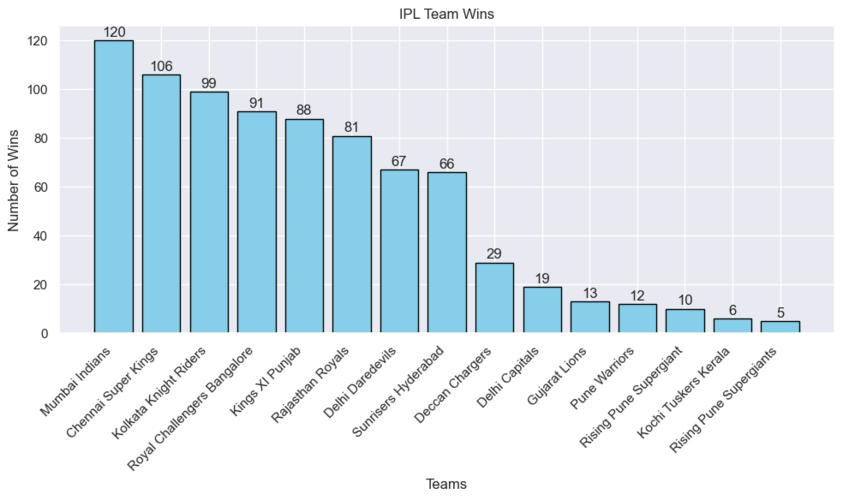 IPL Team Wins
Number of Wins
120
100
80
60
40
20
0
120
106
99
91
88
81
67
66
29
19
13
12
10
6
5
Mumbai Indians
Chennai Super Kings
Kolkata Knight Riders
Royal Challengers Bangalore
Kings XI Punjab
Rajasthan Royals
Delhi Daredevils
Sunrisers Hyderabad
Deccan Chargers
Delhi Capitals
Gujarat Lions
Pune Warriors
Rising Pune Supergiant
Kochi Tuskers Kerala
Rising Pune Supergiants
Teams